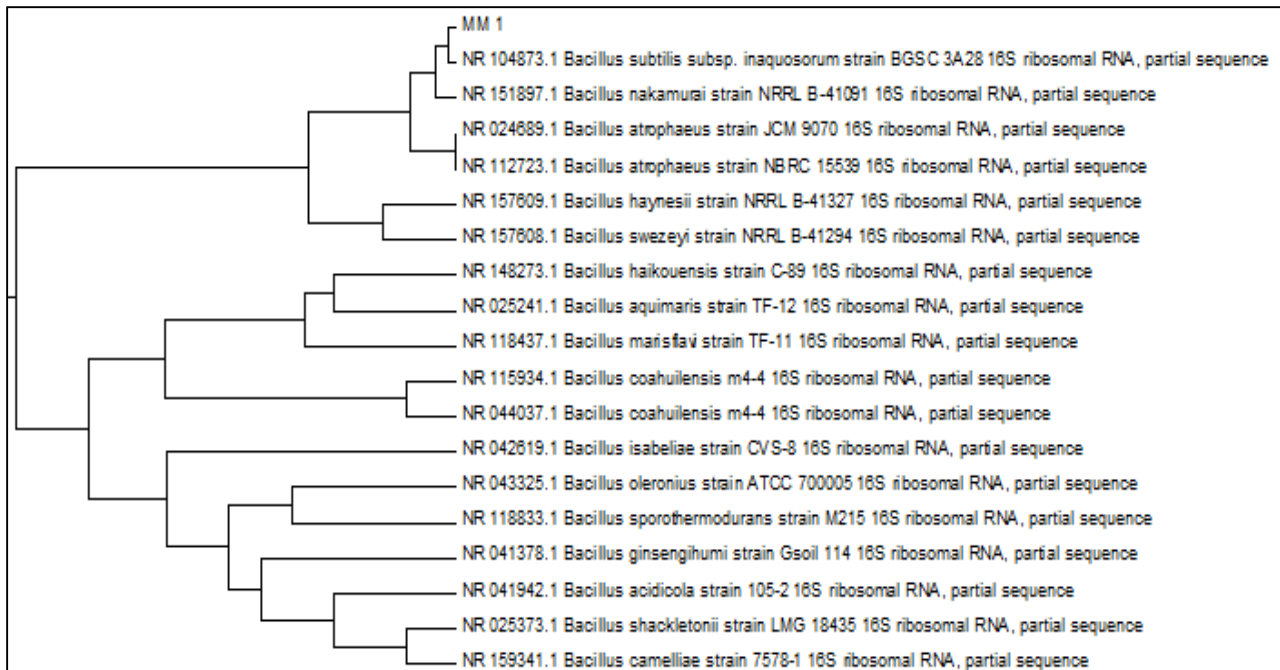 MM 1
NR 104873.1 Bacillus subtilis subsp. inaquosorum strain BGSC 3A28 16S ribosomal RNA, partial sequence
NR 151897.1 Bacillus nakamurai strain NRRL B-41091 16S ribosomal RNA, partial sequence
NR 024689.1 Bacillus atrophaeus strain JCM 9070 16S ribosomal RNA, partial sequence
NR 112723.1 Bacillus atrophaeus strain NBRC 15539 16S ribosomal RNA, partial sequence
NR 157609.1 Bacillus haynesii strain NRRL B-41327 16S ribosomal RNA, partial sequence
NR 157608.1 Bacillus swezeyi strain NRRL B-41294 16S ribosomal RNA, partial sequence
NR 148273.1 Bacillus haikouensis strain C-89 16S ribosomal RNA, partial sequence
NR 025241.1 Bacillus aquimaris strain TF-12 16S ribosomal RNA, partial sequence
NR 118437.1 Bacillus marisflavi strain TF-11 16S ribosomal RNA, partial sequence
NR 115934.1 Bacillus coahuilensis m4-4 16S ribosomal RNA, partial sequence
NR 044037.1 Bacillus coahuilensis m4-4 16S ribosomal RNA, partial sequence
NR 042619.1 Bacillus isabeliae strain CVS-8 16S ribosomal RNA, partial sequence
NR 043325.1 Bacillus oleronius strain ATCC 700005 16S ribosomal RNA, partial sequence
NR 118833.1 Bacillus sporothermodurans strain M215 16S ribosomal RNA, partial sequence
NR 041378.1 Bacillus ginsengihumi strain Gsoil 114 16S ribosomal RNA, partial sequence
NR 041942.1 Bacillus acidicola strain 105-2 16S ribosomal RNA, partial sequence
NR 025373.1 Bacillus shackletonii strain LMG 18435 16S ribosomal RNA, partial sequence
NR 159341.1 Bacillus camelliae strain 7578-1 16S ribosomal RNA, partial sequence